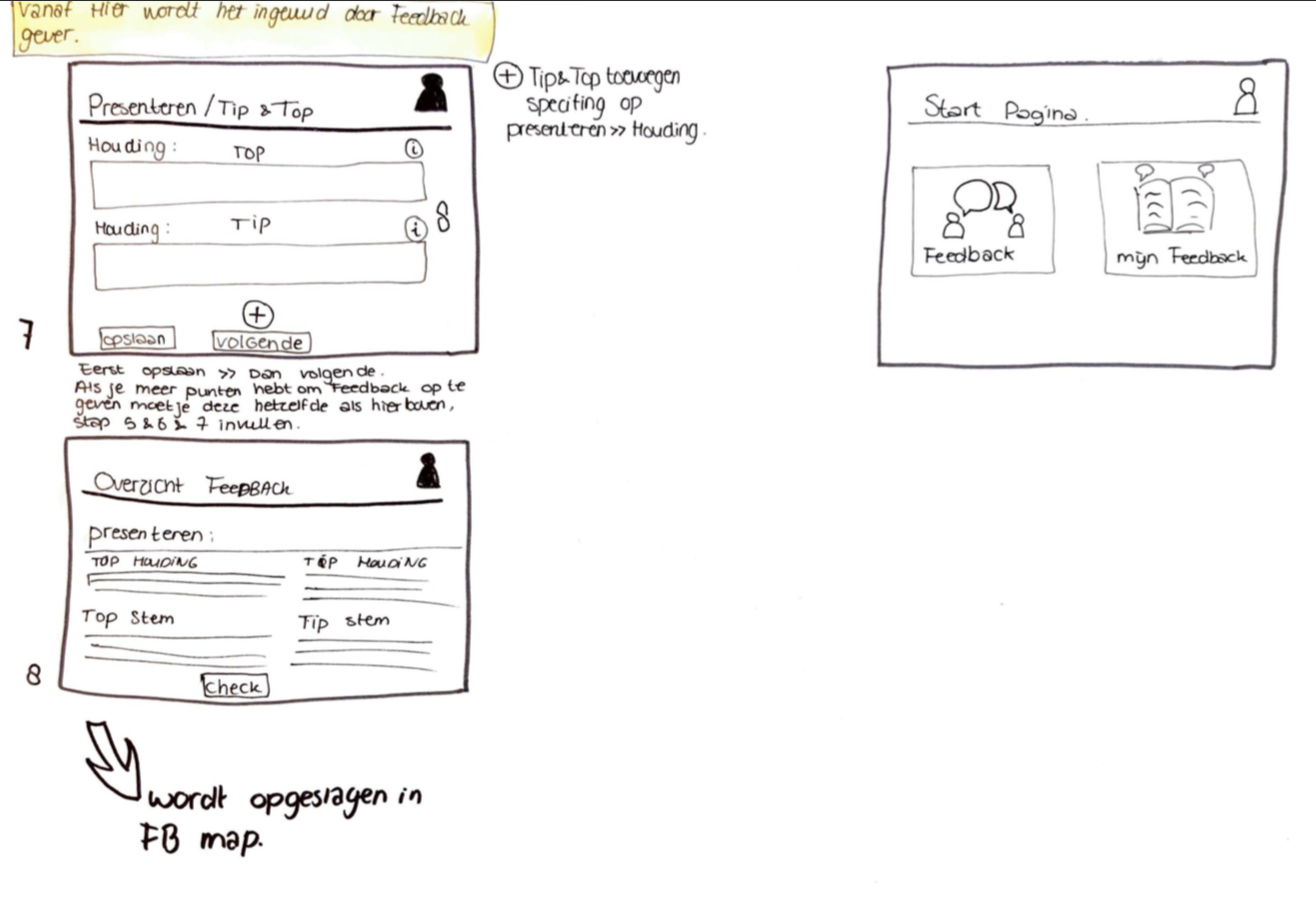 Vanaf Hier wordt het ingevuld door Feedback
gever.
Presenteren / Tip & Top
Houding: TOP i
Houding: Tip i
8
+
opslaan volgende
7
+ Tip & Top toevoegen
specifing op
presenteren >> Houding.
Eerst opslaan >> Dan volgende.
Als je meer punten hebt om Feedback op te
geven moet je deze hetzelfde als hierboven,
stap 5 & 6 & 7 invullen.
Overzicht FeedBACK
presenteren:
TOP HOUDING TIP HOUDING
Top Stem Tip stem
check
8
wordt opgeslagen in
FB map.
Start Pagina.
Feedback mijn Feedback